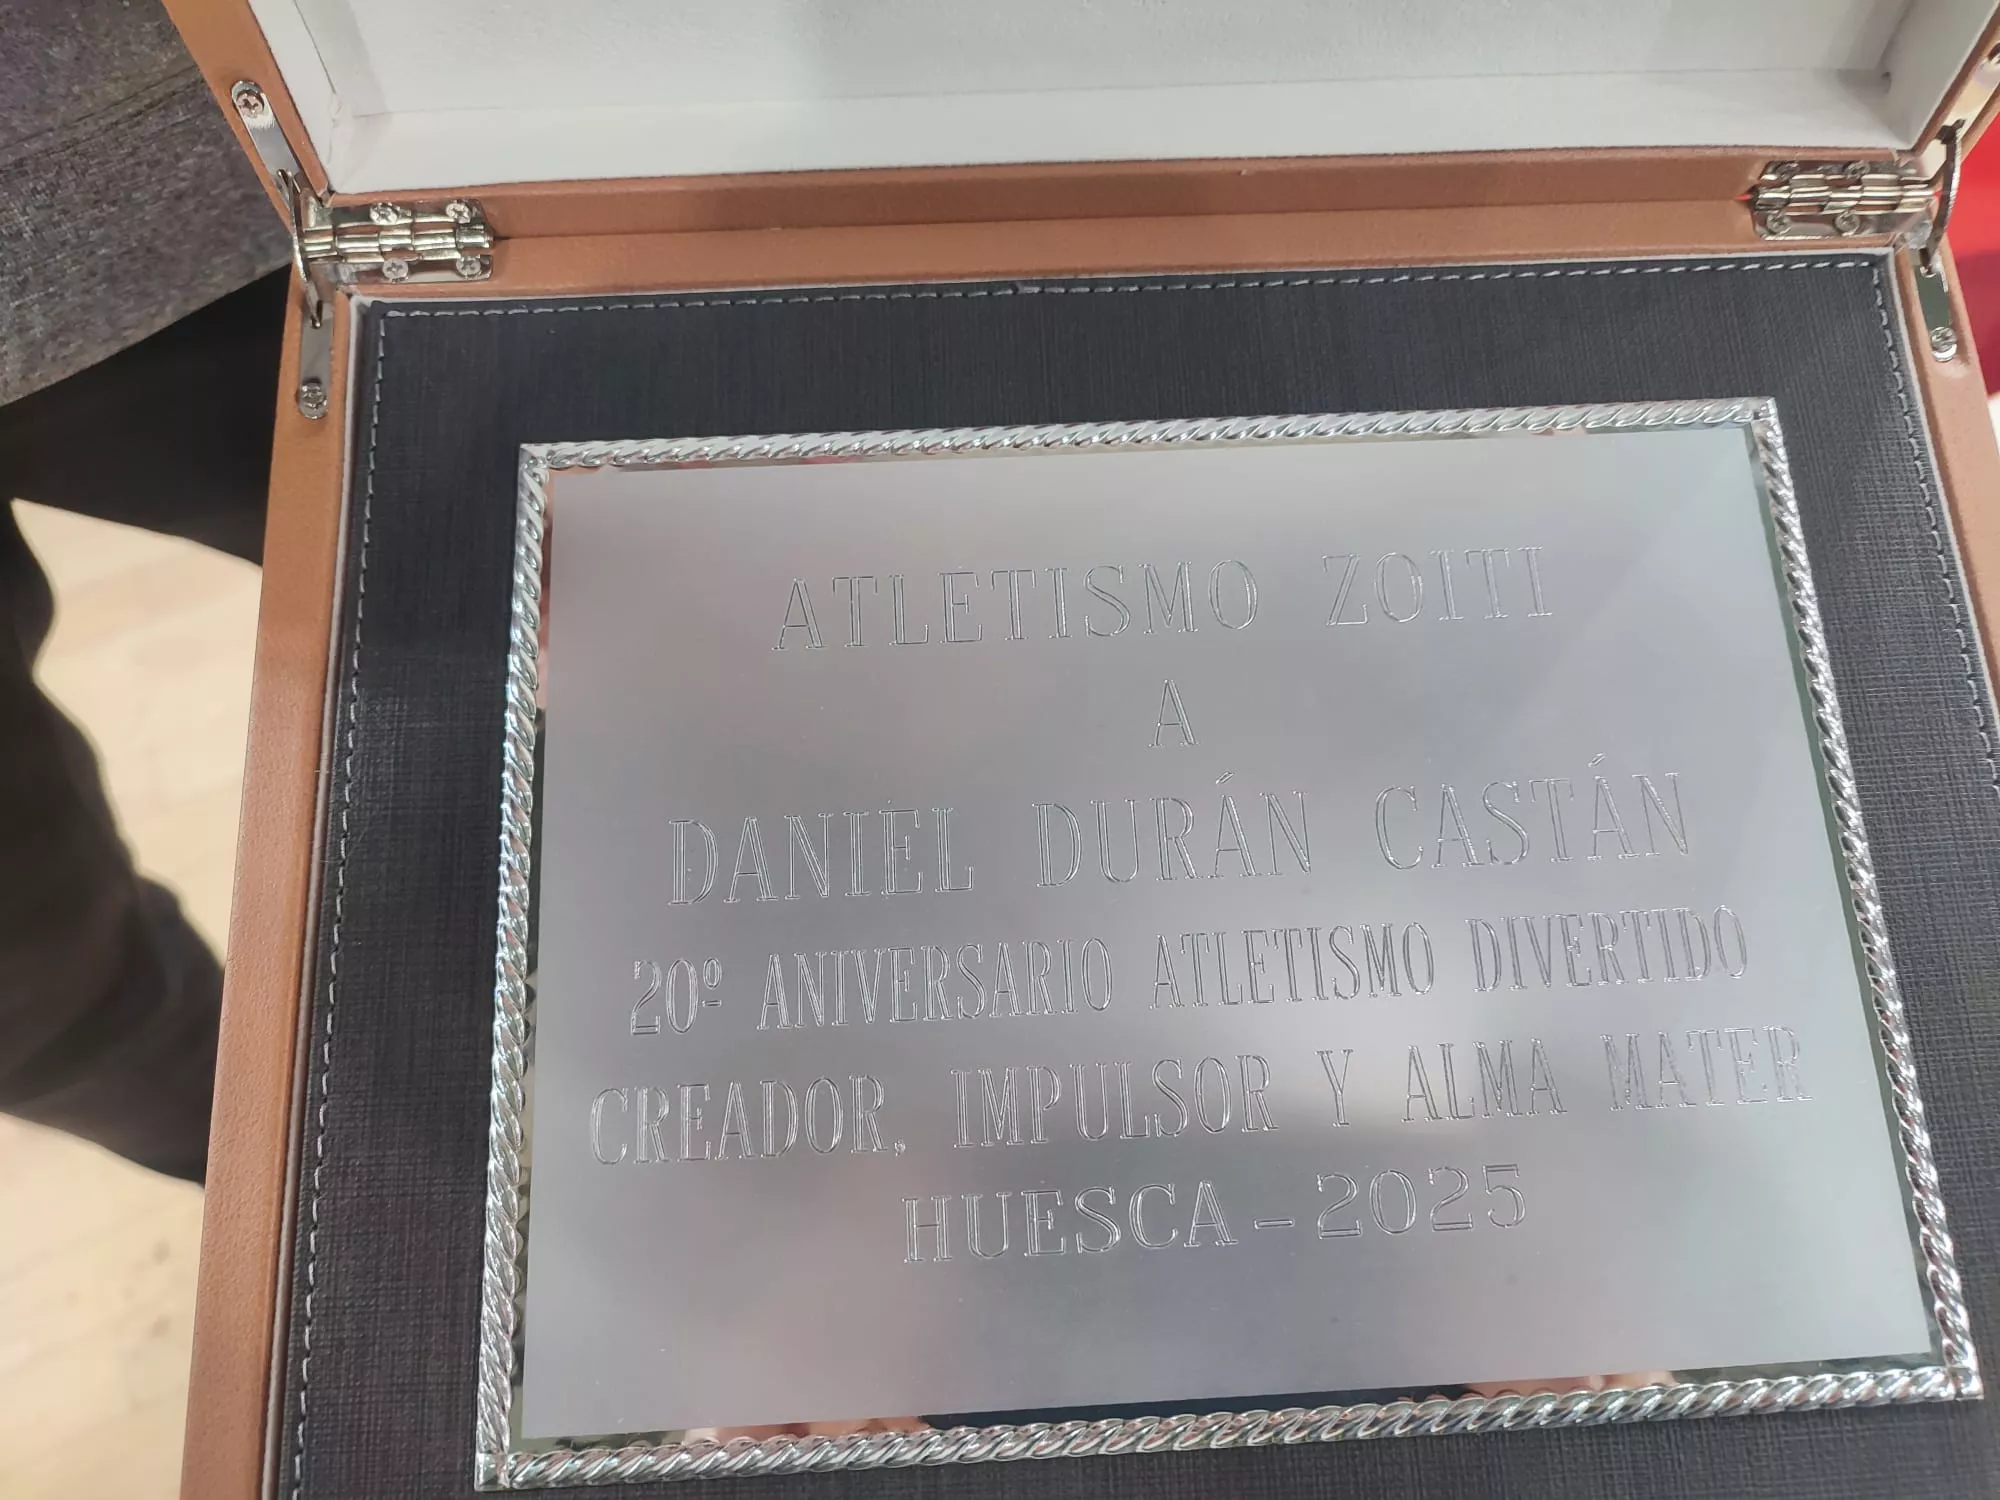 ATLETISMO ZOITI
A
DANIEL DURÁN CASTÁN
20º ANIVERSARIO ATLETISMO DIVERTIDO
CREADOR, IMPULSOR Y ALMA MATER
HUESCA-2025